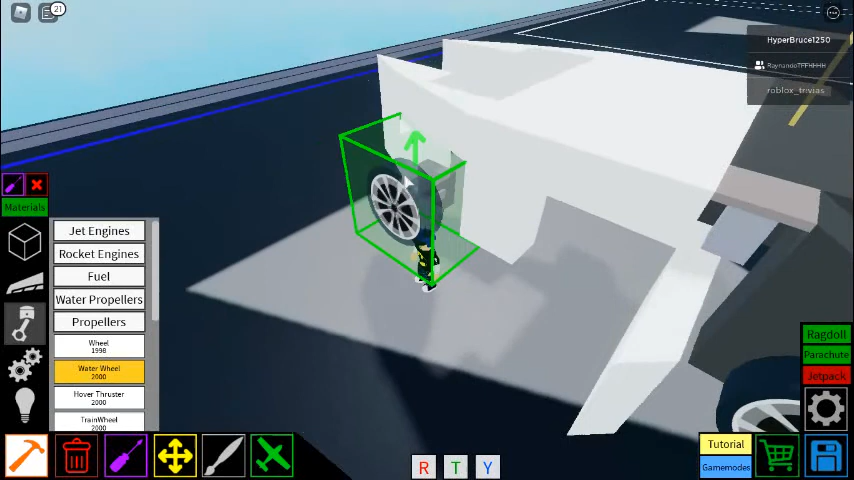 21
HyperBruce1250
RaynandoTFFHHHH
roblox_trivias
Materials
Jet Engines
Rocket Engines
Fuel
Water Propellers
Propellers
Wheel
1998
Water Wheel
2000
Hover Thruster
2000
TrainWheel
2000
Ragdoll
Parachute
Jetpack
Tutorial
Gamemodes
R T Y